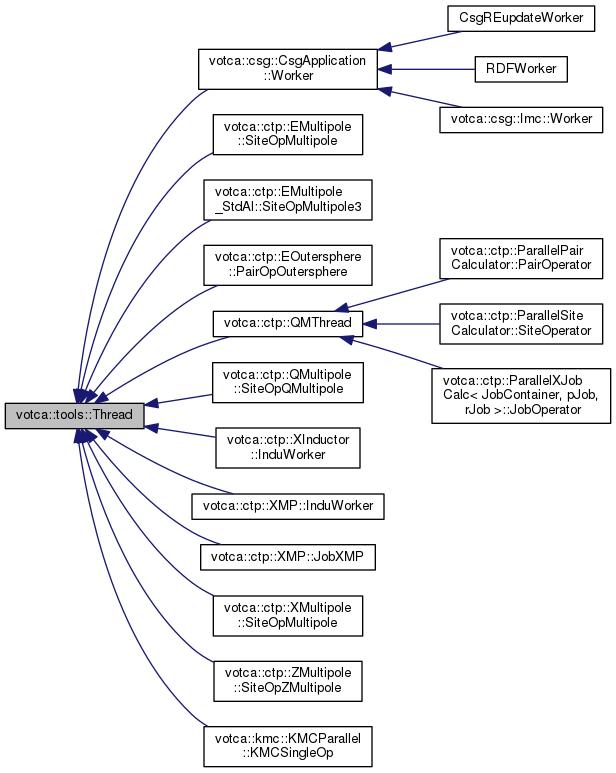 CsgREupdateWorker
votca::csg::CsgApplication
::Worker
RDFWorker
votca::csg::Imc::Worker
votca::ctp::EMultipole
::SiteOpMultipole
votca::ctp::EMultipole
_StdAl::SiteOpMultipole3
votca::ctp::EOutersphere
::PairOpOutersphere
votca::ctp::ParallelPair
Calculator::PairOperator
votca::ctp::QMThread
votca::ctp::ParallelSite
Calculator::SiteOperator
votca::ctp::QMultipole
::SiteOpQMultipole
votca::ctp::ParallelXJob
Calc< JobContainer, pJob,
rJob >::JobOperator
votca::tools::Thread
votca::ctp::XInductor
::InduWorker
votca::ctp::XMP::InduWorker
votca::ctp::XMP::JobXMP
votca::ctp::XMultipole
::SiteOpMultipole
votca::ctp::ZMultipole
::SiteOpZMultipole
votca::kmc::KMCParallel
::KMCSingleOp